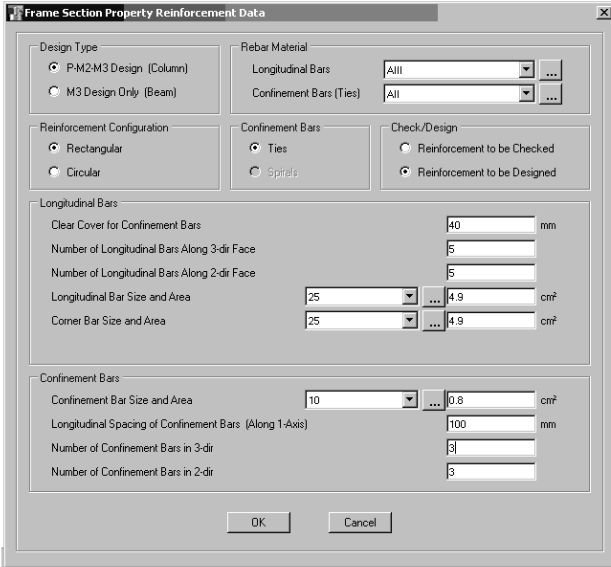 Frame Section Property Reinforcement Data
Design Type
P-M2-M3 Design (Column)
M3 Design Only (Beam)
Rebar Material
Longitudinal Bars AIII ...
Confinement Bars (Ties) AII ...
Reinforcement Configuration
Rectangular
Circular
Confinement Bars
Ties
Spirals
Check/Design
Reinforcement to be Checked
Reinforcement to be Designed
Longitudinal Bars
Clear Cover for Confinement Bars 40 mm
Number of Longitudinal Bars Along 3-dir Face 5
Number of Longitudinal Bars Along 2-dir Face 5
Longitudinal Bar Size and Area 25 ... 4.9 cm²
Corner Bar Size and Area 25 ... 4.9 cm²
Confinement Bars
Confinement Bar Size and Area 10 ... 0.8 cm²
Longitudinal Spacing of Confinement Bars (Along 1-Axis) 100 mm
Number of Confinement Bars in 3-dir 3
Number of Confinement Bars in 2-dir 3
OK Cancel